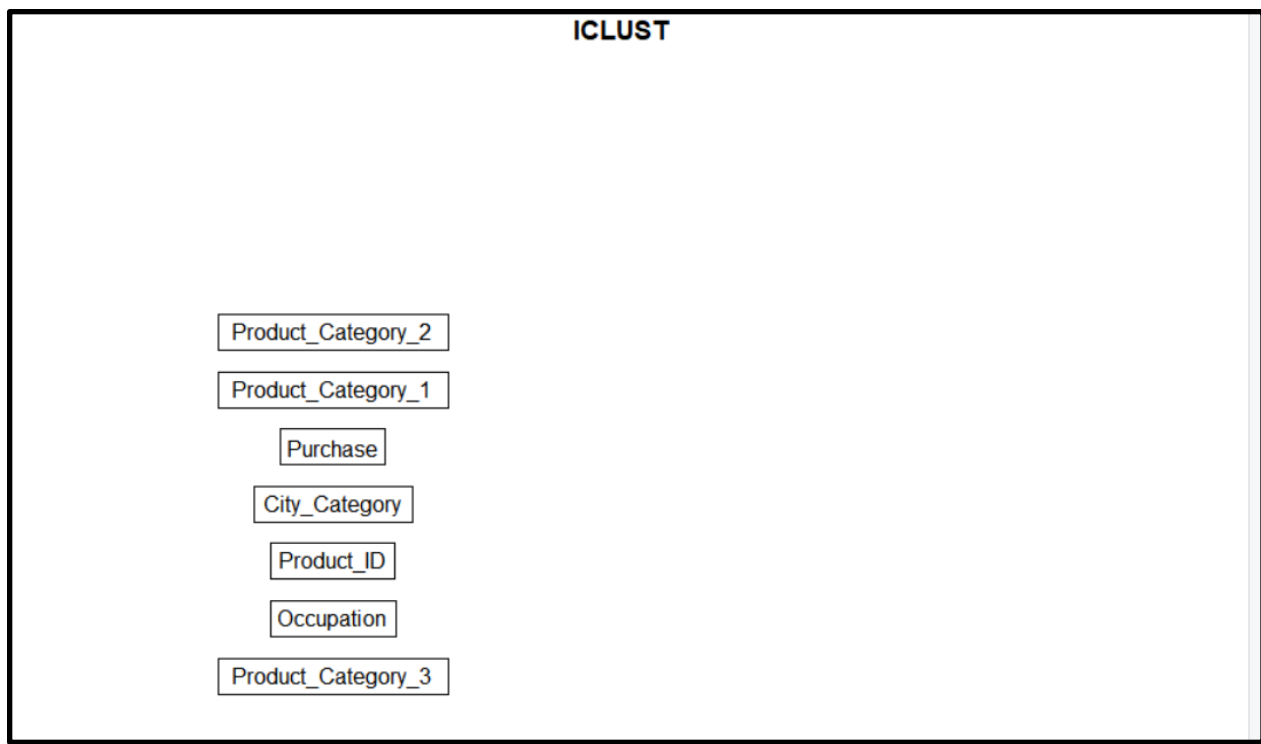 ICLUST
Product_Category_2
Product_Category_1
Purchase
City_Category
Product_ID
Occupation
Product_Category_3